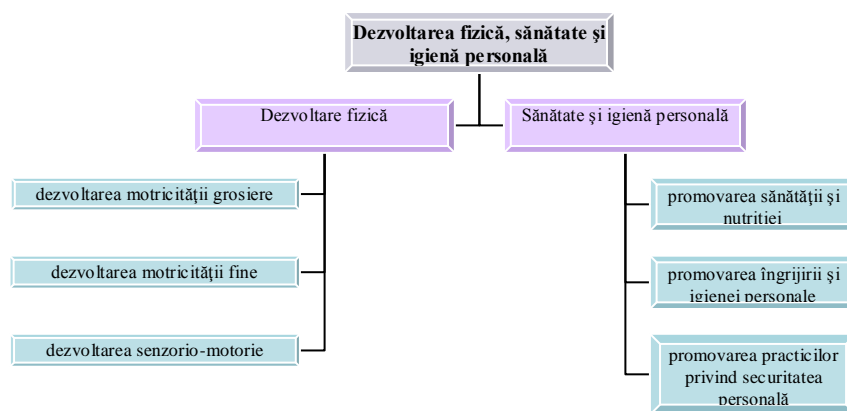 Dezvoltarea fizică, sănătate şi
igienă personală
Dezvoltare fizică
Sănătate şi igienă personală
dezvoltarea motricităţii grosiere
dezvoltarea motricităţii fine
dezvoltarea senzorio-motorie
promovarea sănătăţii şi
nutritiei
promovarea îngrijirii şi
igienei personale
promovarea practicilor
privind securitatea
personală